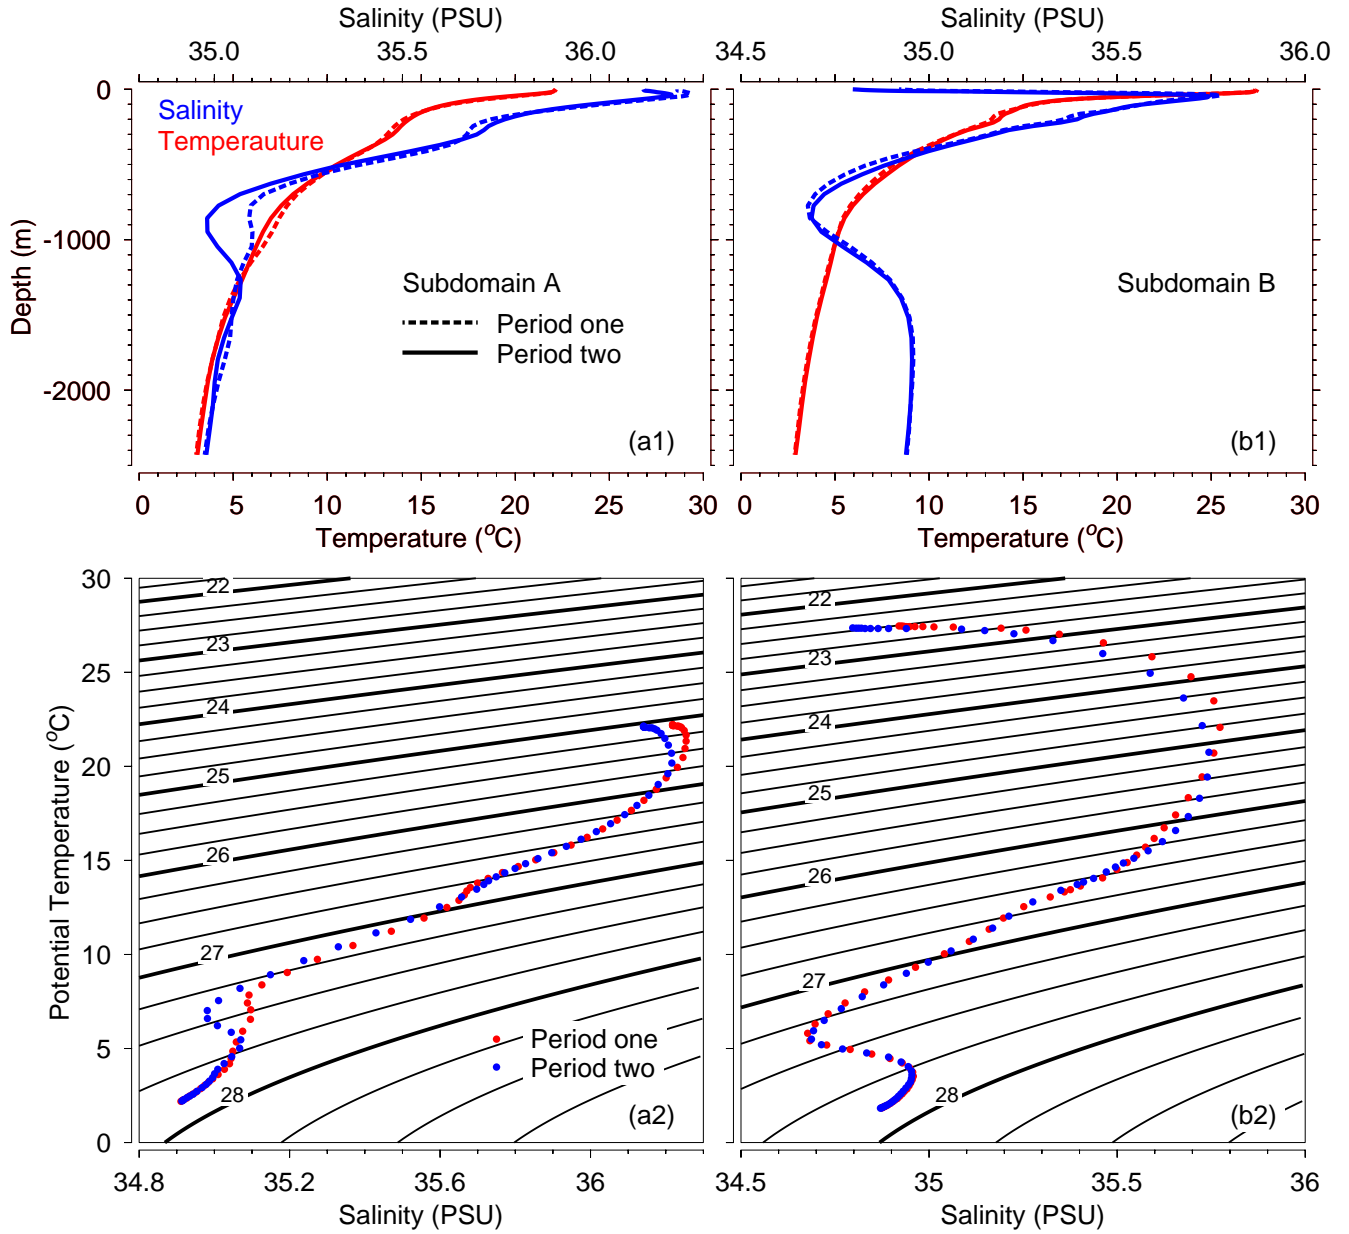 Salinity (PSU)
Salinity (PSU)
35.0 35.5 36.0
34.5 35.0 35.5 36.0
0
-1000
-2000
Depth (m)
Salinity
Temperauture
Subdomain A
Period one
Period two
(a1)
Subdomain B
(b1)
0 5 10 15 20 25 30
0 5 10 15 20 25 30
Temperature (°C)
Temperature (°C)
30
25
20
15
10
5
0
Potential Temperature (°C)
22
23
24
25
26
27
28
Period one
Period two
(a2)
22
23
24
25
26
27
28
(b2)
34.8 35.2 35.6 36
34.5 35 35.5 36
Salinity (PSU)
Salinity (PSU)